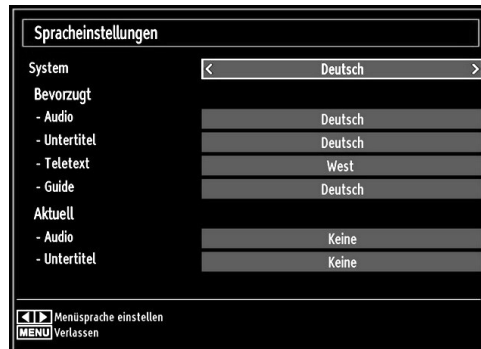 Spracheinstellungen
System < Deutsch >
Bevorzugt
- Audio Deutsch
- Untertitel Deutsch
- Teletext West
- Guide Deutsch
Aktuell
- Audio Keine
- Untertitel Keine
Menüsprache einstellen
MENU Verlassen